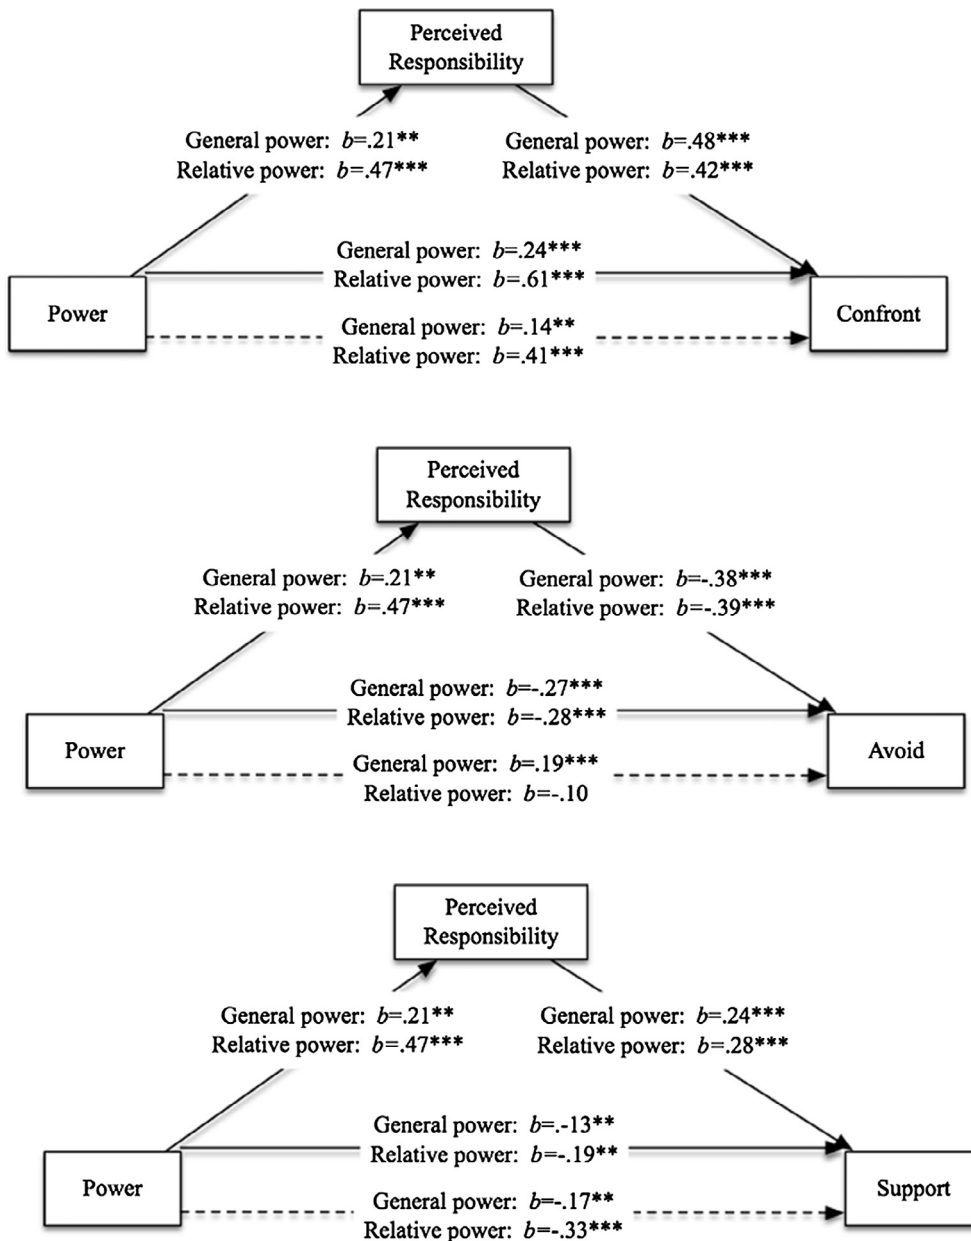 Perceived
Responsibility
General power: b=.21**
Relative power: b=.47***
General power: b=.48***
Relative power: b=.42***
General power: b=.24***
Relative power: b=.61***
Power
Confront
General power: b=.14**
Relative power: b=.41***
Perceived
Responsibility
General power: b=.21**
Relative power: b=.47***
General power: b=-.38***
Relative power: b=-.39***
General power: b=-.27***
Relative power: b=-.28***
Power
Avoid
General power: b=.19***
Relative power: b=-.10
Perceived
Responsibility
General power: b=.21**
Relative power: b=.47***
General power: b=.24***
Relative power: b=.28***
General power: b=.-13**
Relative power: b=-.19**
Power
Support
General power: b=-.17**
Relative power: b=-.33***